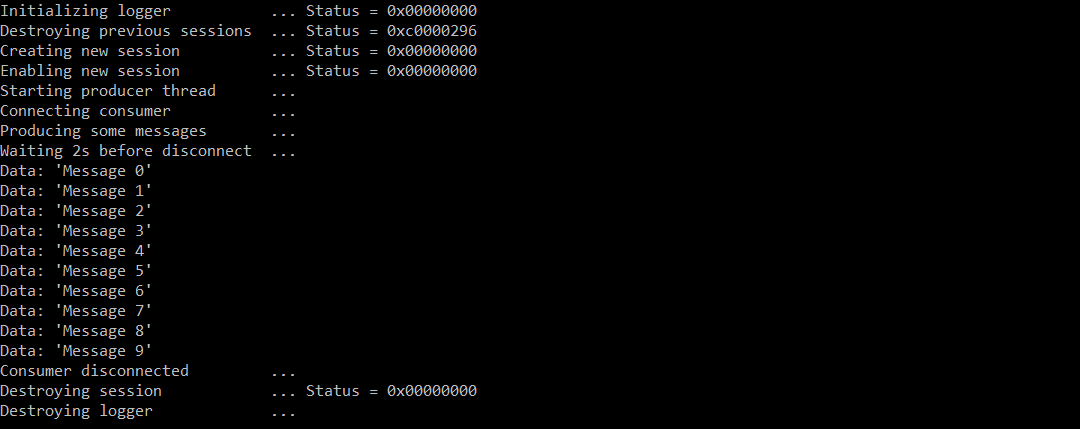 Initializing logger           ... Status = 0x00000000
Destroying previous sessions  ... Status = 0xc0000296
Creating new session          ... Status = 0x00000000
Enabling new session          ... Status = 0x00000000
Starting producer thread      ...
Connecting consumer           ...
Producing some messages       ...
Waiting 2s before disconnect  ...
Data: 'Message 0'
Data: 'Message 1'
Data: 'Message 2'
Data: 'Message 3'
Data: 'Message 4'
Data: 'Message 5'
Data: 'Message 6'
Data: 'Message 7'
Data: 'Message 8'
Data: 'Message 9'
Consumer disconnected         ...
Destroying session            ... Status = 0x00000000
Destroying logger             ...